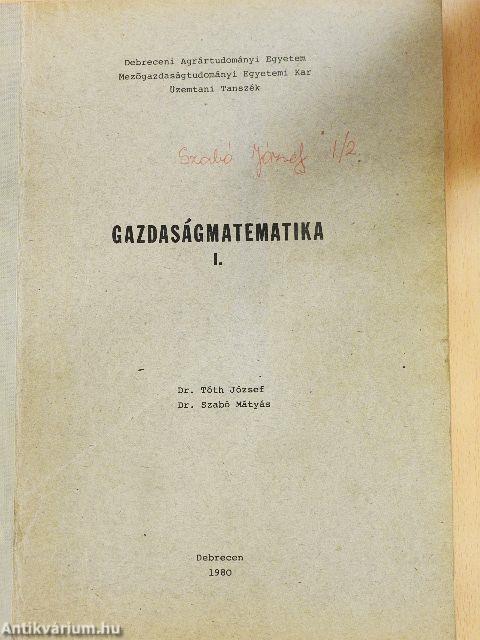 Debreceni Agrártudományi Egyetem
Mezőgazdaságtudományi Egyetemi Kar
Üzemtani Tanszék
Szabó József 1/2
GAZDASÁGMATEMATIKA
I.
Dr. Tóth József
Dr. Szabó Mátyás
Debrecen
1980
Antikvárium.hu